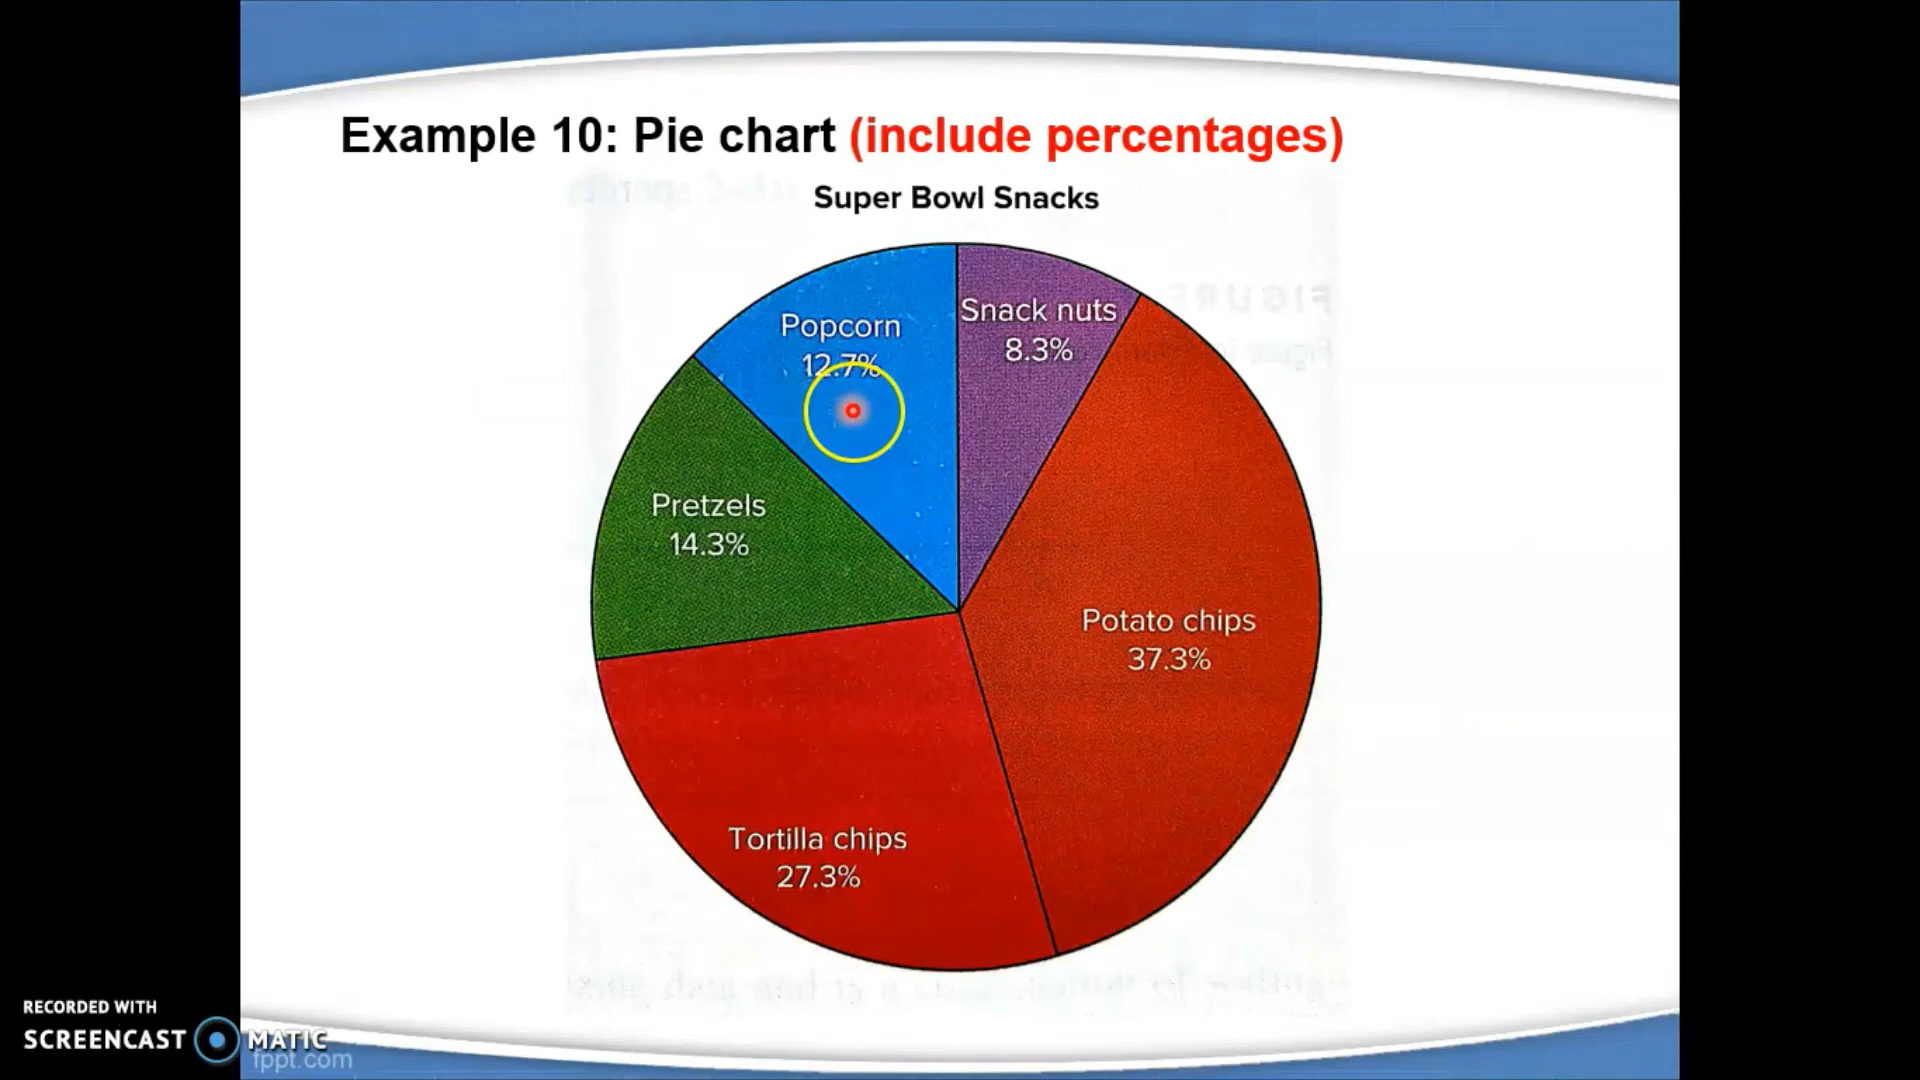 Example 10: Pie chart (include percentages)
Super Bowl Snacks
Snack nuts
8.3%
Popcorn
12.7%
Pretzels
14.3%
Potato chips
37.3%
Tortilla chips
27.3%
RECORDED WITH
SCREENCAST MATIC
fppt.com